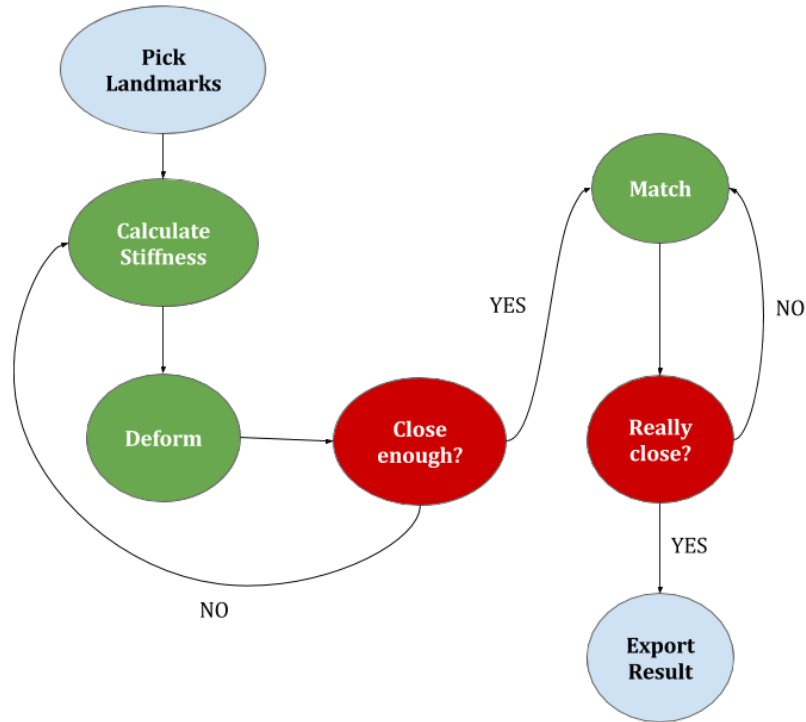 Pick
Landmarks
Calculate
Stiffness
Deform
Close
enough?
NO
YES
Match
Really
close?
NO
YES
Export
Result